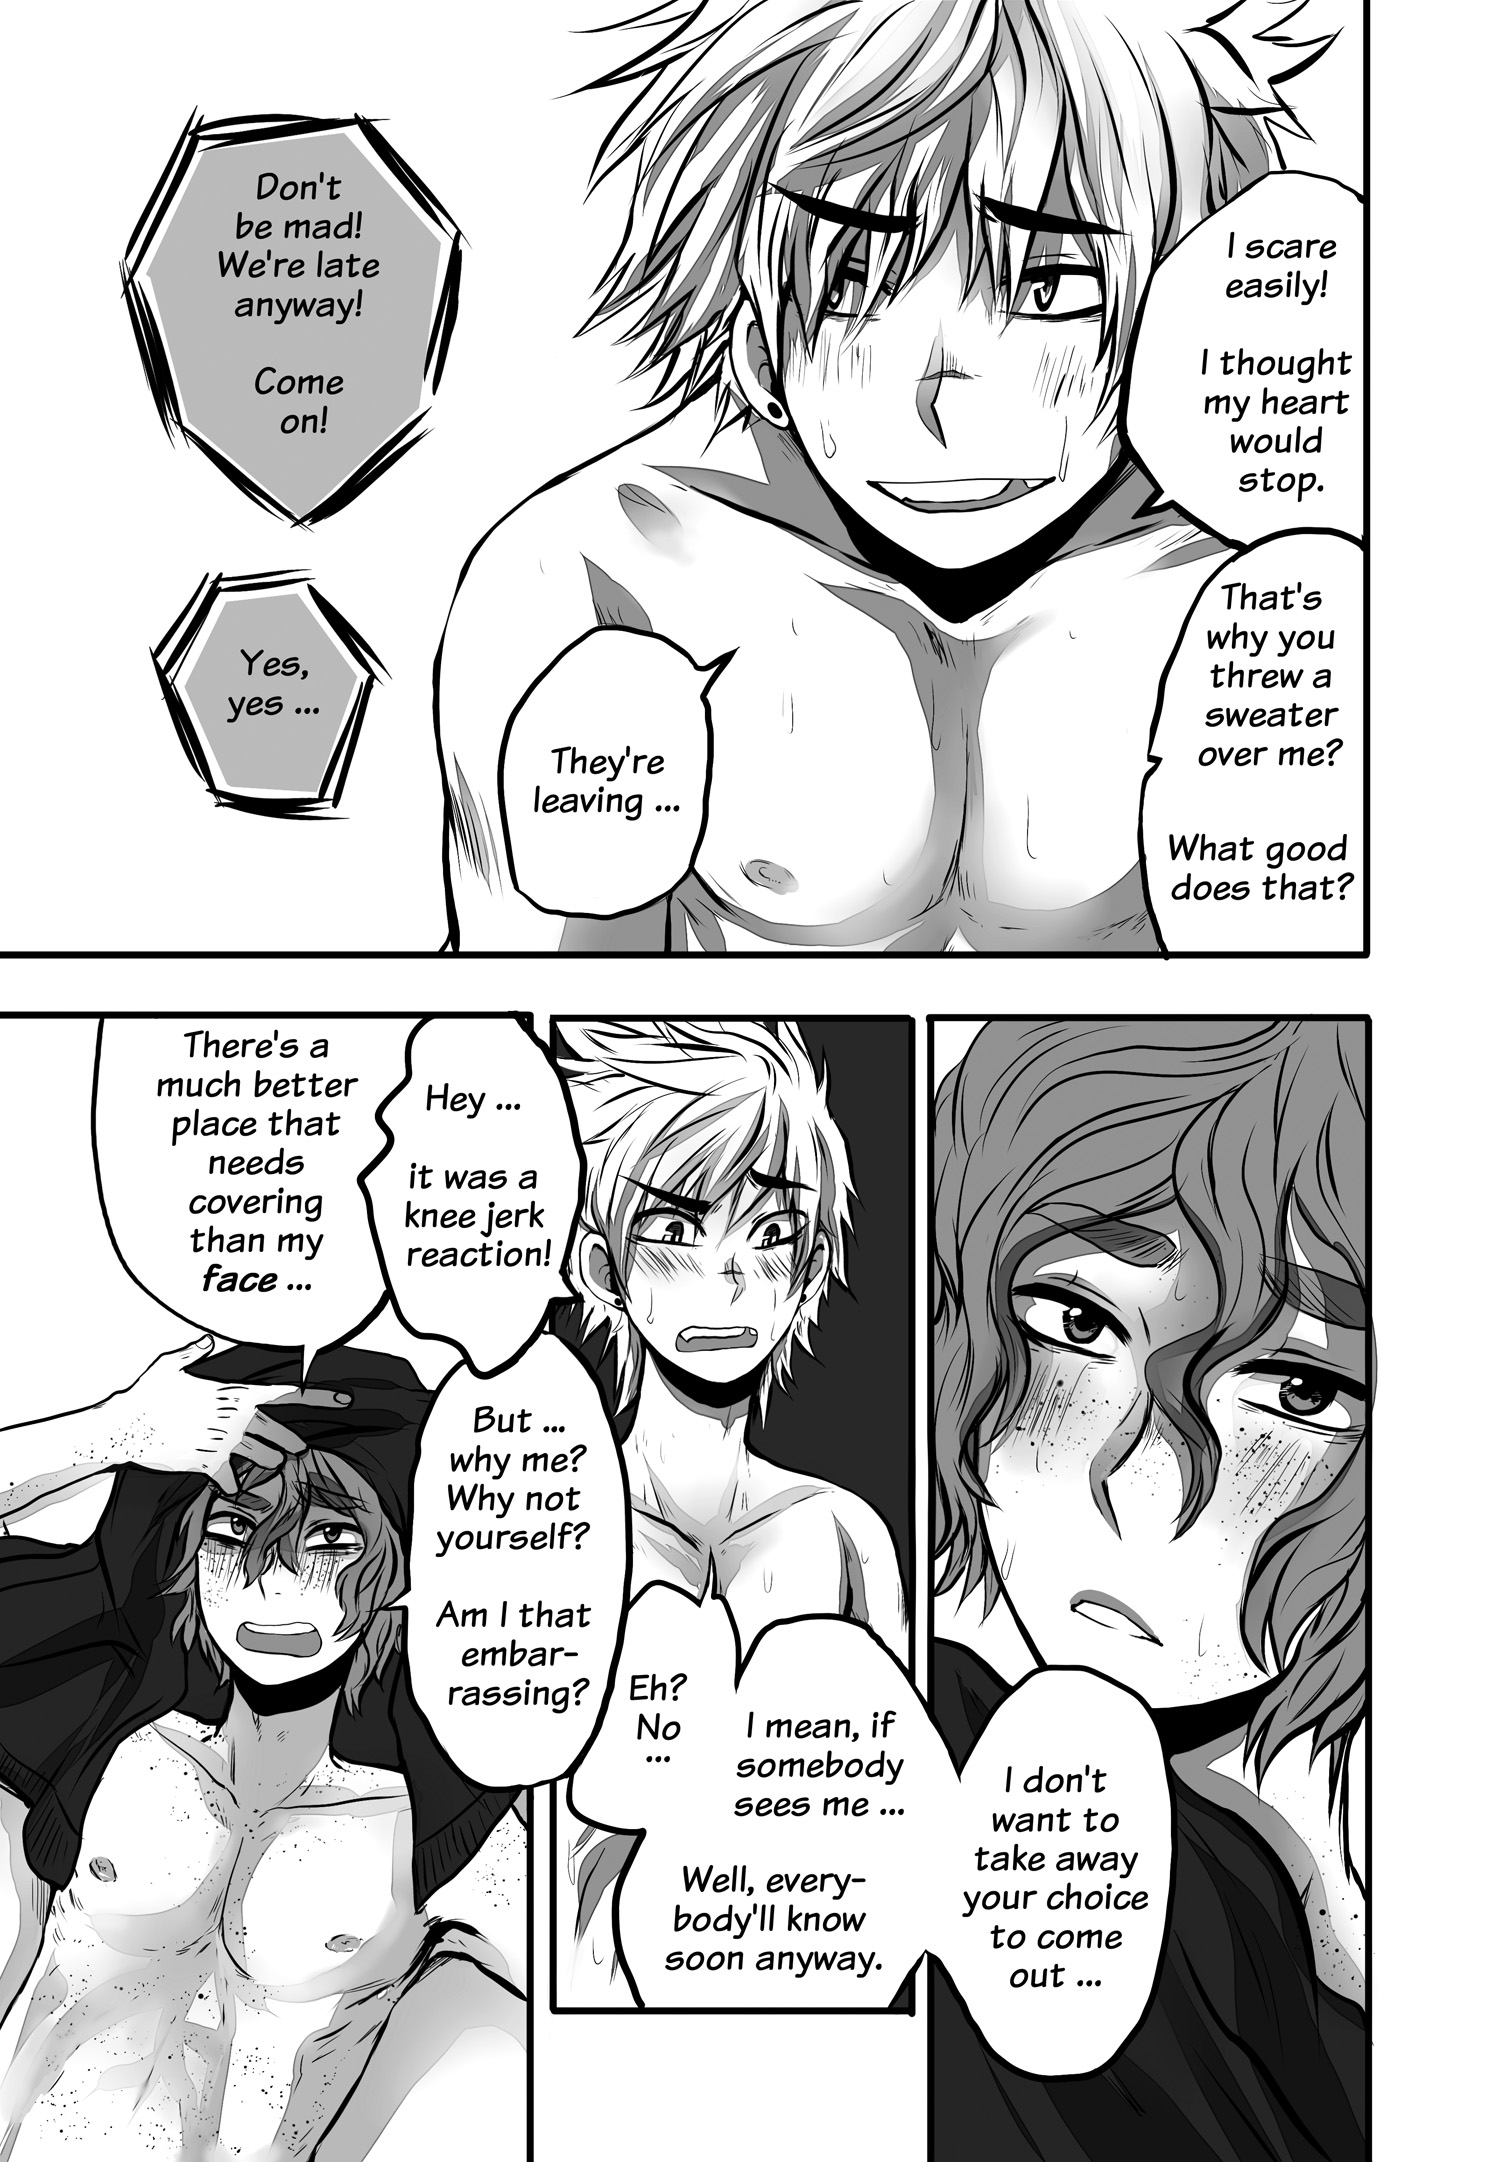 Don't
be mad!
We're late
anyway!
Come
on!
Yes,
yes ...
They're
leaving ...
I scare
easily!
I thought
my heart
would
stop.
That's
why you
threw a
sweater
over me?
What good
does that?
There's a
much better
place that
needs
covering
than my
face ...
Hey ...
it was a
knee jerk
reaction!
But ...
why me?
Why not
yourself?
Am I that
embar-
rassing?
Eh?
No
...
I mean, if
somebody
sees me ...
Well, every-
body'll know
soon anyway.
I don't
want to
take away
your choice
to come
out ...